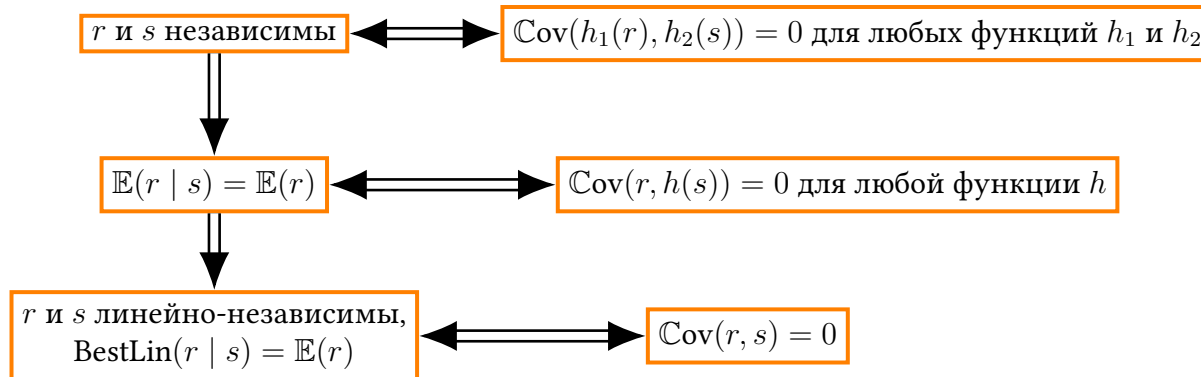 r и s независимы
ℂov(h₁(r), h₂(s)) = 0 для любых функций h₁ и h₂
𝔼(r | s) = 𝔼(r)
ℂov(r, h(s)) = 0 для любой функции h
r и s линейно-независимы,
BestLin(r | s) = 𝔼(r)
ℂov(r, s) = 0